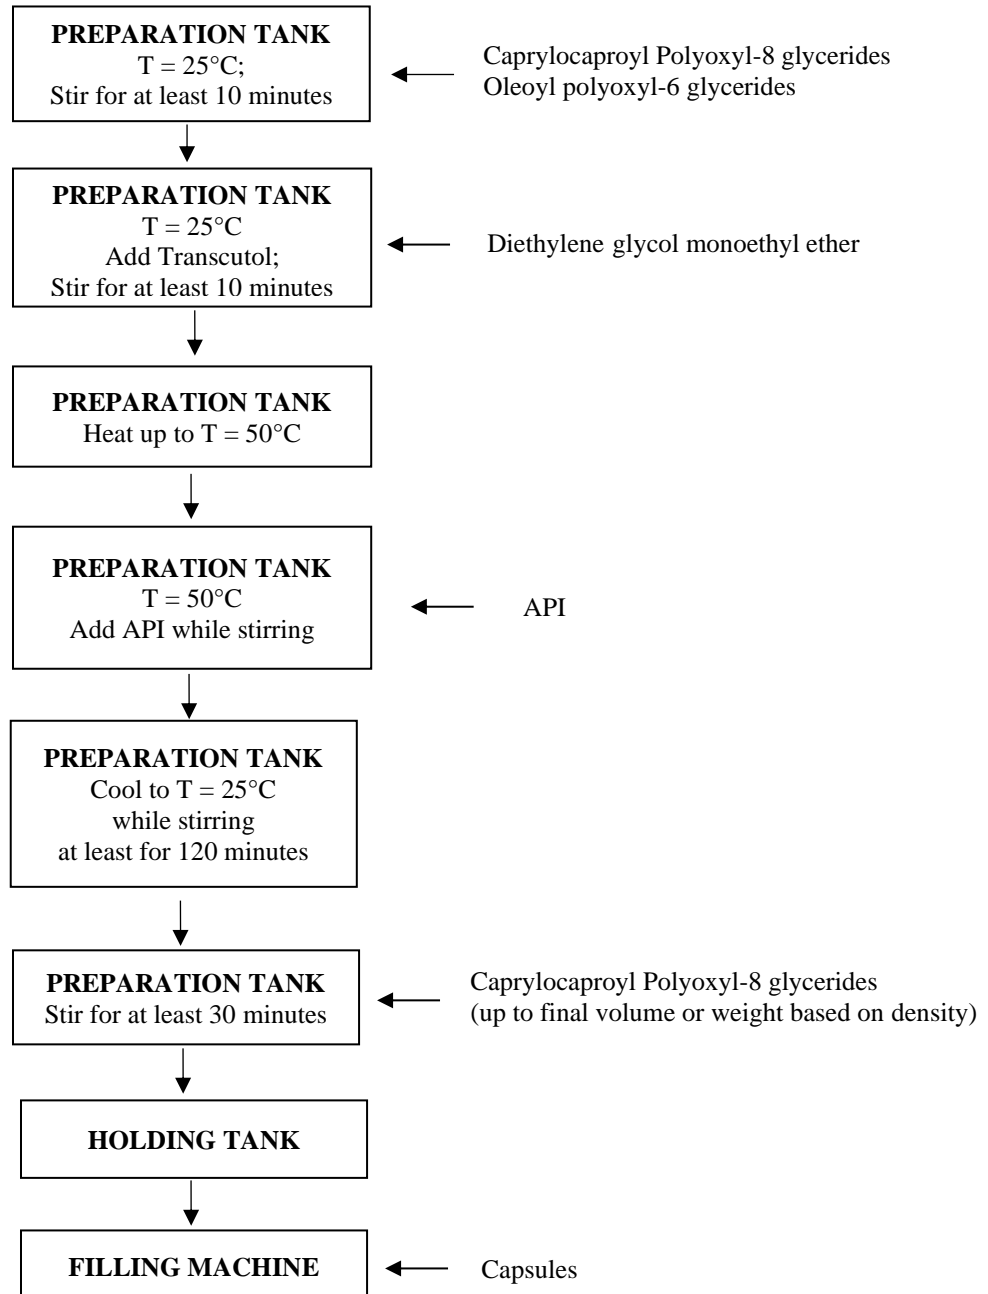 PREPARATION TANK
T = 25°C;
Stir for at least 10 minutes
Caprylocaproyl Polyoxyl-8 glycerides
Oleoyl polyoxyl-6 glycerides
PREPARATION TANK
T = 25°C
Add Transcutol;
Stir for at least 10 minutes
Diethylene glycol monoethyl ether
PREPARATION TANK
Heat up to T = 50°C
PREPARATION TANK
T = 50°C
Add API while stirring
API
PREPARATION TANK
Cool to T = 25°C
while stirring
at least for 120 minutes
PREPARATION TANK
Stir for at least 30 minutes
Caprylocaproyl Polyoxyl-8 glycerides
(up to final volume or weight based on density)
HOLDING TANK
FILLING MACHINE
Capsules